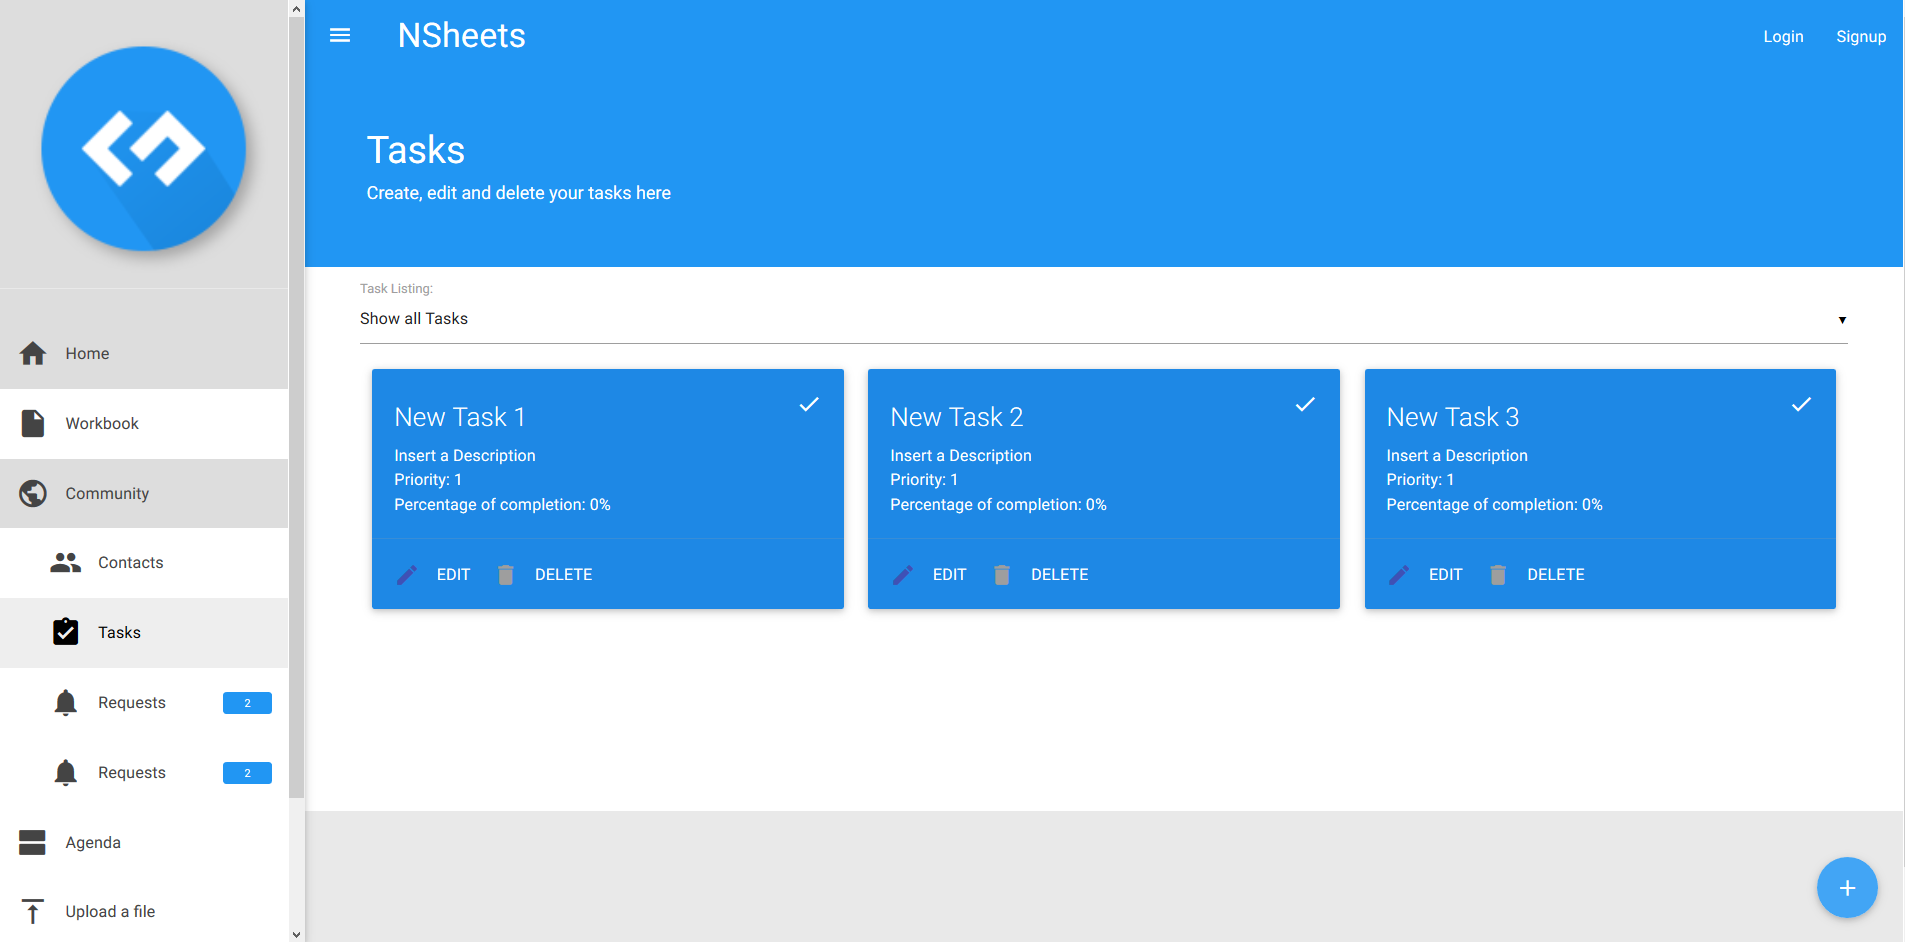 NSheets
Login
Signup
Tasks
Create, edit and delete your tasks here
Home
Workbook
Community
Contacts
Tasks
Requests 2
Requests 2
Agenda
Upload a file
Task Listing:
Show all Tasks
New Task 1
Insert a Description
Priority: 1
Percentage of completion: 0%
EDIT DELETE
New Task 2
Insert a Description
Priority: 1
Percentage of completion: 0%
EDIT DELETE
New Task 3
Insert a Description
Priority: 1
Percentage of completion: 0%
EDIT DELETE